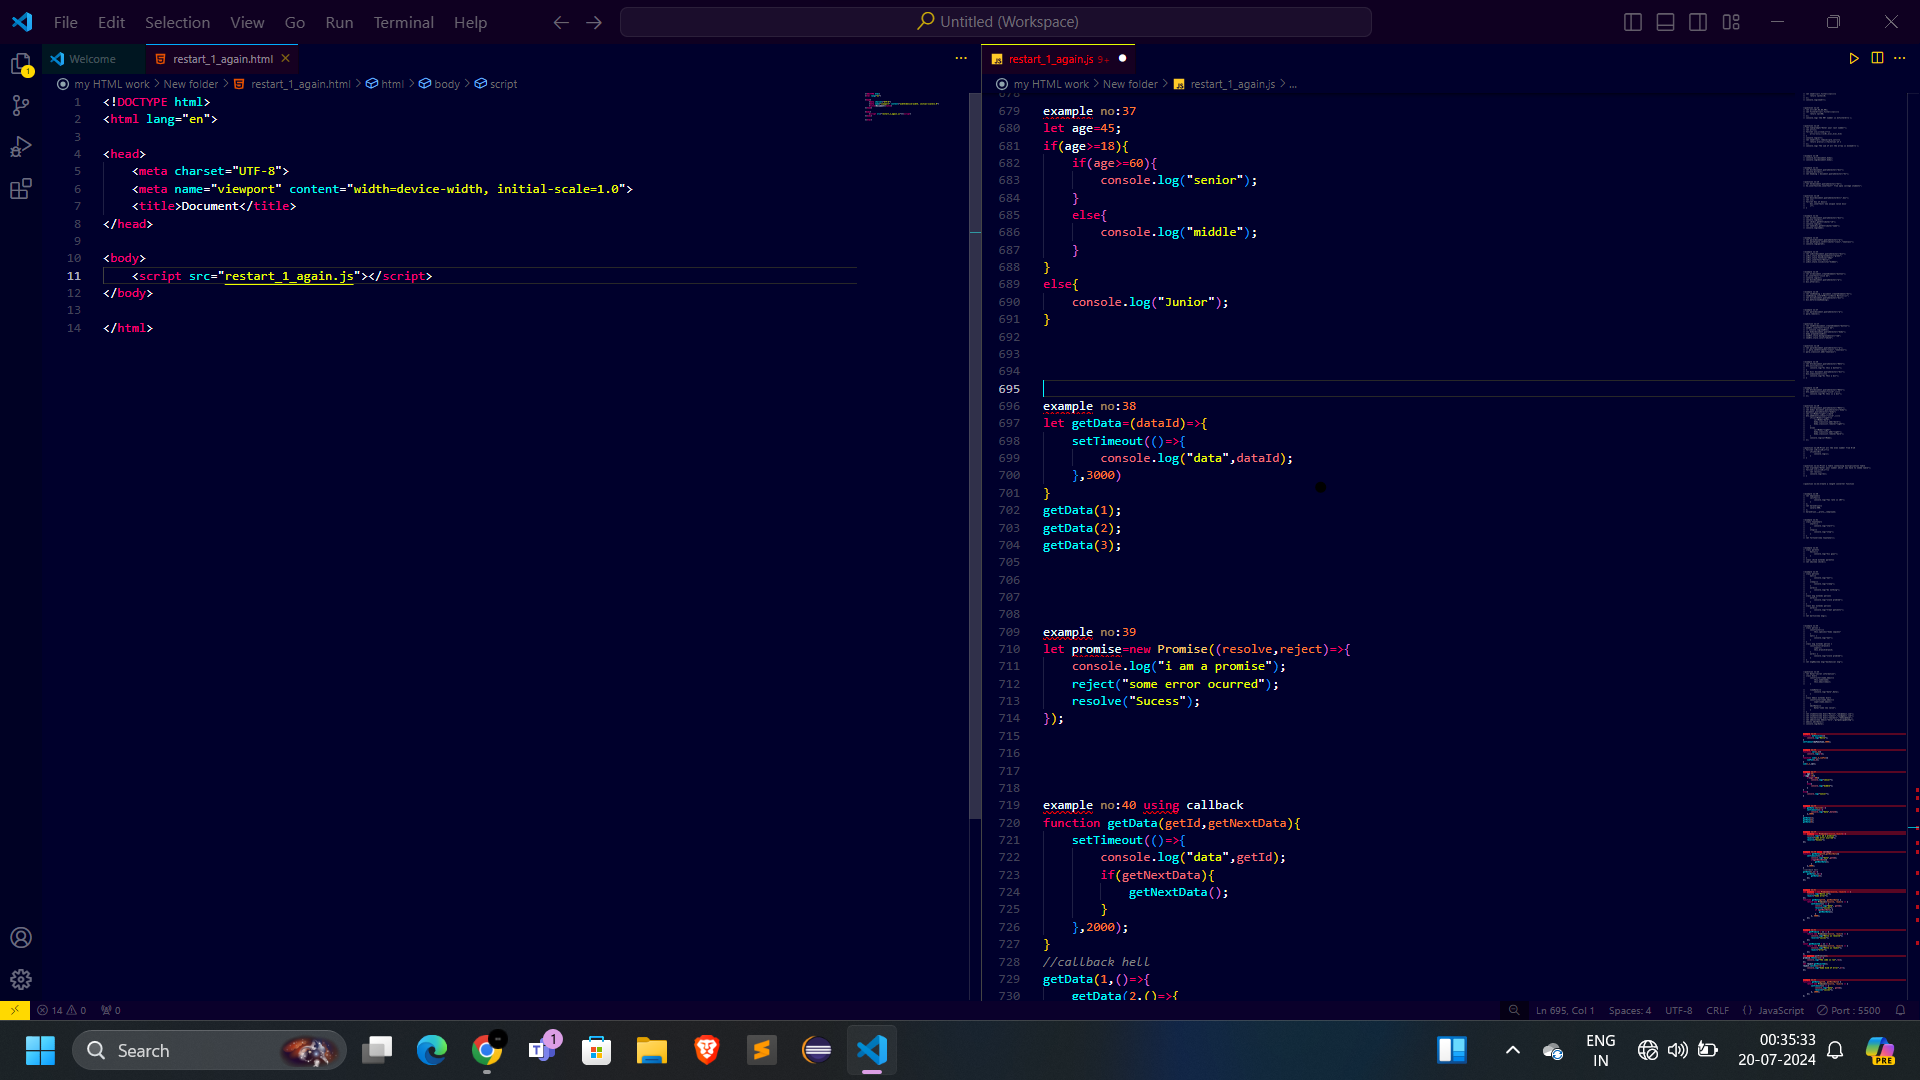 File Edit Selection View Go Run Terminal Help
Untitled (Workspace)
Welcome
restart_1_again.html
my HTML work > New folder > restart_1_again.html > html > body > script
1 <!DOCTYPE html>
2 <html lang="en">
3
4 <head>
5 <meta charset="UTF-8">
6 <meta name="viewport" content="width=device-width, initial-scale=1.0">
7 <title>Document</title>
8 </head>
9
10 <body>
11 <script src="restart_1_again.js"></script>
12 </body>
13
14 </html>
restart_1_again.js 9+
my HTML work > New folder > restart_1_again.js > ...
678
679 example no:37
680 let age=45;
681 if(age>=18){
682 if(age>=60){
683 console.log("senior");
684 }
685 else{
686 console.log("middle");
687 }
688 }
689 else{
690 console.log("Junior");
691 }
692
693
694
695
696 example no:38
697 let getData=(dataId)=>{
698 setTimeout(()=>{
699 console.log("data",dataId);
700 },3000)
701 }
702 getData(1);
703 getData(2);
704 getData(3);
705
706
707
708
709 example no:39
710 let promise=new Promise((resolve,reject)=>{
711 console.log("i am a promise");
712 reject("some error ocurred");
713 resolve("Sucess");
714 });
715
716
717
718
719 example no:40 using callback
720 function getData(getId,getNextData){
721 setTimeout(()=>{
722 console.log("data",getId);
723 if(getNextData){
724 getNextData();
725 }
726 },2000);
727 }
728 //callback hell
729 getData(1,()=>{
730 getData(2,()=>{
1
14 0 0
Ln 695, Col 1 Spaces: 4 UTF-8 CRLF {} JavaScript Port : 5500
Search
1
ENG
IN
00:35:33
20-07-2024
PRE